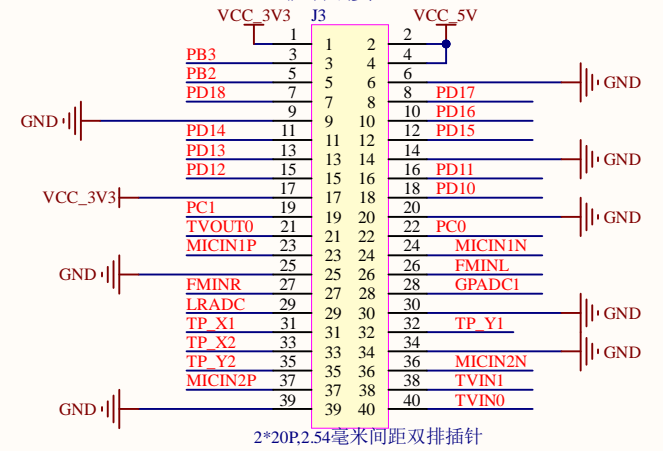 VCC_3V3 J3 VCC_5V
1 1 2 2
PB3 3 3 4 4
PB2 5 5 6 6 GND
PD18 7 7 8 8 PD17
GND 9 9 10 10 PD16
PD14 11 11 12 12 PD15
PD13 13 13 14 14 GND
PD12 15 15 16 16 PD11
VCC_3V3 17 17 18 18 PD10
PC1 19 19 20 20 GND
TVOUT0 21 21 22 22 PC0
MICIN1P 23 23 24 24 MICIN1N
GND 25 25 26 26 FMINL
FMINR 27 27 28 28 GPADC1
LRADC 29 29 30 30 GND
TP_X1 31 31 32 32 TP_Y1
TP_X2 33 33 34 34 GND
TP_Y2 35 35 36 36 MICIN2N
MICIN2P 37 37 38 38 TVIN1
GND 39 39 40 40 TVIN0
2*20P,2.54毫米间距双排插针